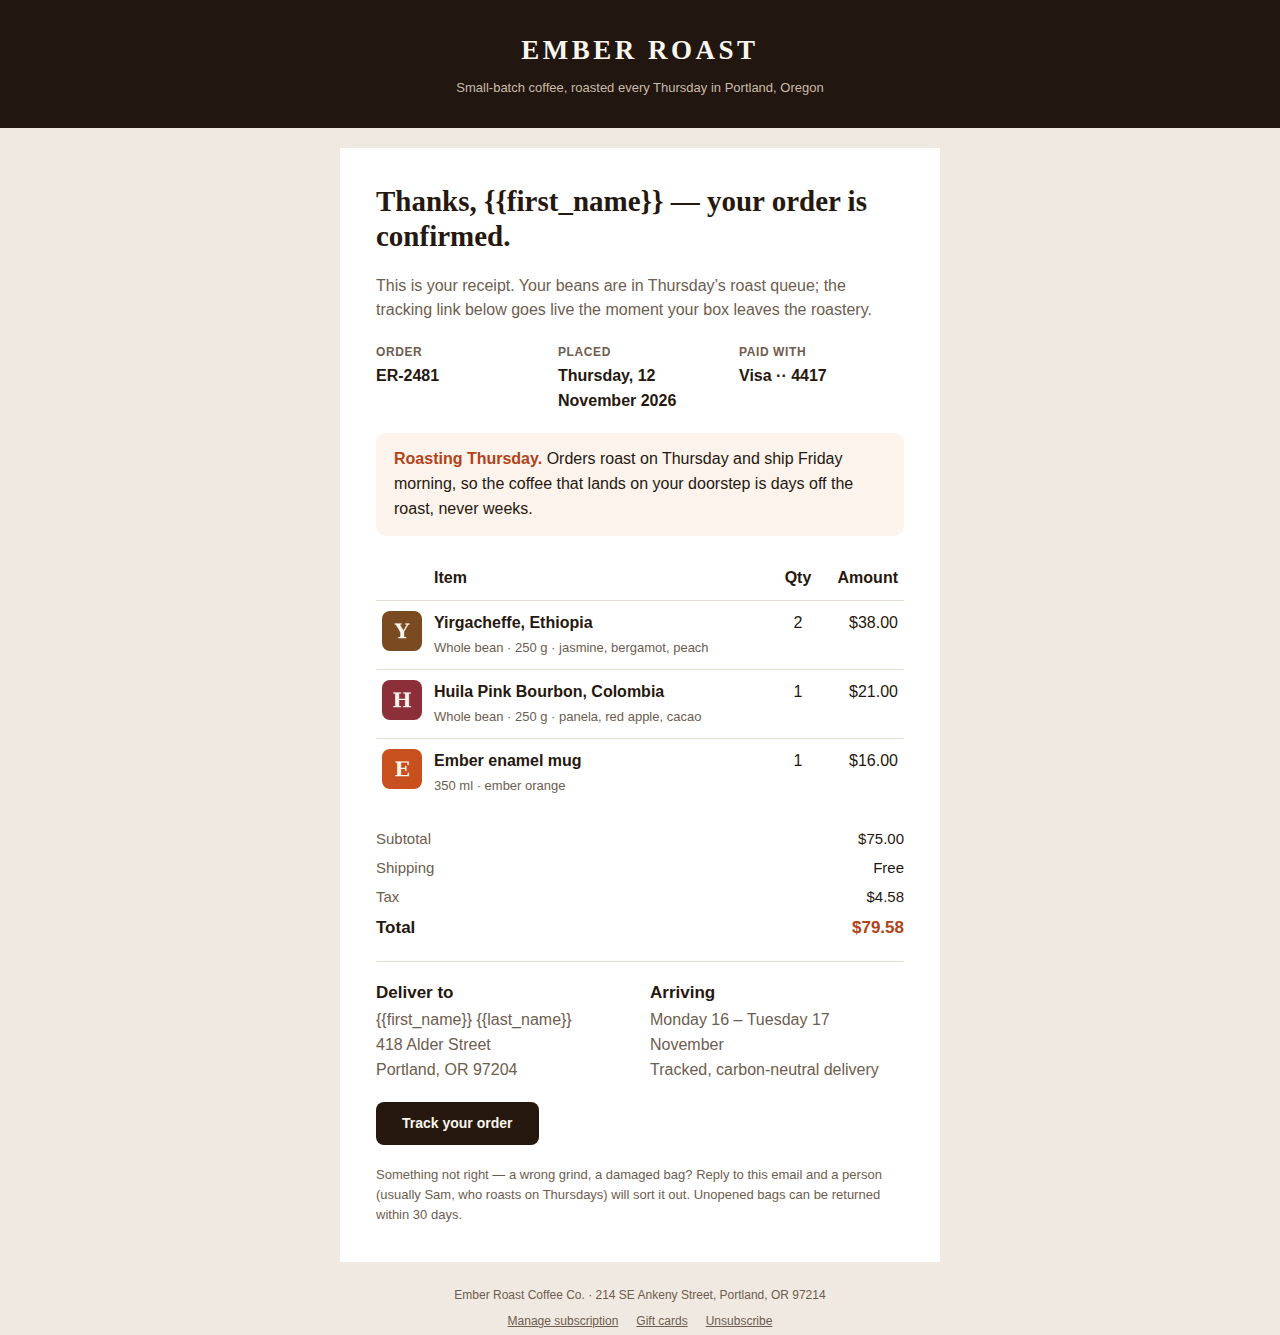 EMBER ROAST
Small-batch coffee, roasted every Thursday in Portland, Oregon
Thanks, {{first_name}} — your order is
confirmed.
This is your receipt. Your beans are in Thursday’s roast queue; the
tracking link below goes live the moment your box leaves the roastery.
ORDER PLACED PAID WITH
ER-2481 Thursday, 12 Visa ·· 4417
November 2026
Roasting Thursday. Orders roast on Thursday and ship Friday
morning, so the coffee that lands on your doorstep is days off the
roast, never weeks.
Item Qty Amount
Y Yirgacheffe, Ethiopia 2 $38.00
Whole bean · 250 g · jasmine, bergamot, peach
H Huila Pink Bourbon, Colombia 1 $21.00
Whole bean · 250 g · panela, red apple, cacao
E Ember enamel mug 1 $16.00
350 ml · ember orange
Subtotal $75.00
Shipping Free
Tax $4.58
Total $79.58
Deliver to
{{first_name}} {{last_name}}
418 Alder Street
Portland, OR 97204
Arriving
Monday 16 – Tuesday 17
November
Tracked, carbon-neutral delivery
Track your order
Something not right — a wrong grind, a damaged bag? Reply to this email and a person
(usually Sam, who roasts on Thursdays) will sort it out. Unopened bags can be returned
within 30 days.
Ember Roast Coffee Co. · 214 SE Ankeny Street, Portland, OR 97214
Manage subscription Gift cards Unsubscribe